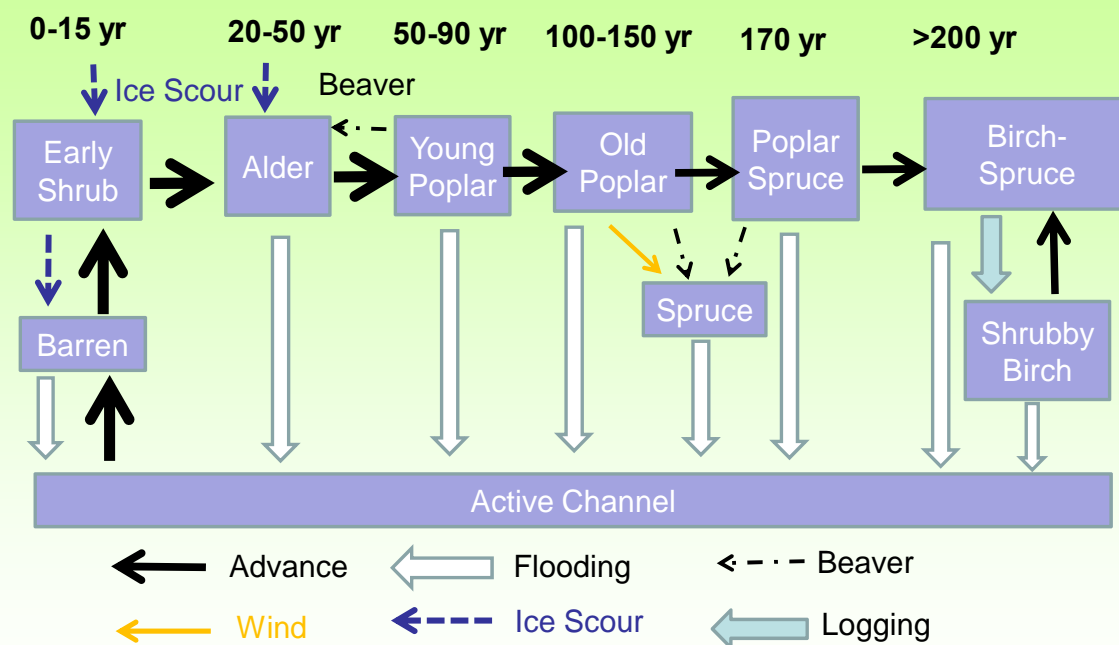 0-15 yr
20-50 yr
50-90 yr
100-150 yr
170 yr
>200 yr
Ice Scour
Beaver
Early
Shrub
Alder
Young
Poplar
Old
Poplar
Poplar
Spruce
Birch-
Spruce
Barren
Spruce
Shrubby
Birch
Active Channel
Advance
Flooding
Beaver
Wind
Ice Scour
Logging